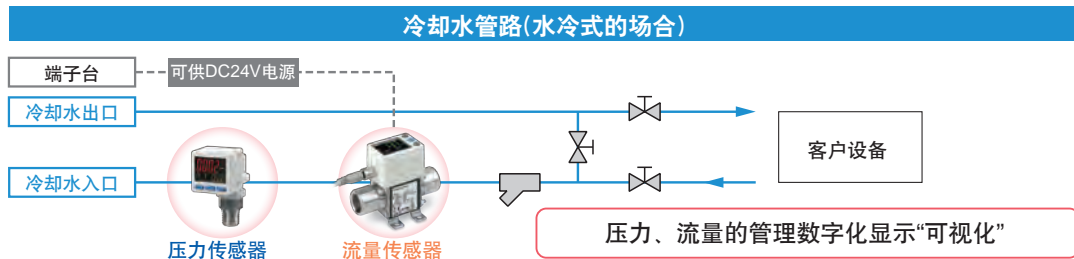 冷却水管路(水冷式的场合)
端子台
可供DC24V电源
冷却水出口
客户设备
冷却水入口
压力、流量的管理数字化显示“可视化”
压力传感器
流量传感器